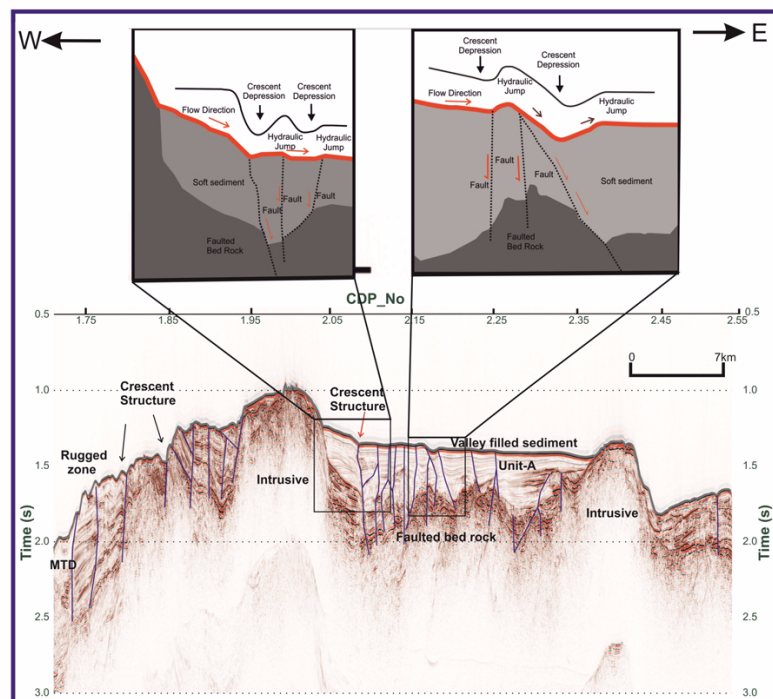 W
E
Crescent
Depression
Crescent
Depression
Flow Direction
Hydraulic
Jump
Hydraulic
Jump
Fault
Fault
Fault
Soft sediment
Faulted
Bed Rock
Crescent
Depression
Crescent
Depression
Hydraulic
Jump
Hydraulic
Jump
Flow Direction
Fault
Fault
Fault
Soft sediment
Faulted
Bed Rock
CDP_No
0.5
1.75
1.85
1.95
2.05
2.15
2.25
2.35
2.45
2.55
0.5
0
7km
1.0
1.0
Crescent
Structure
Crescent
Structure
Rugged
zone
Valley filled sediment
Unit-A
1.5
1.5
Intrusive
Intrusive
Time (s)
Time (s)
Faulted bed rock
2.0
2.0
MTD
2.5
2.5
3.0
3.0